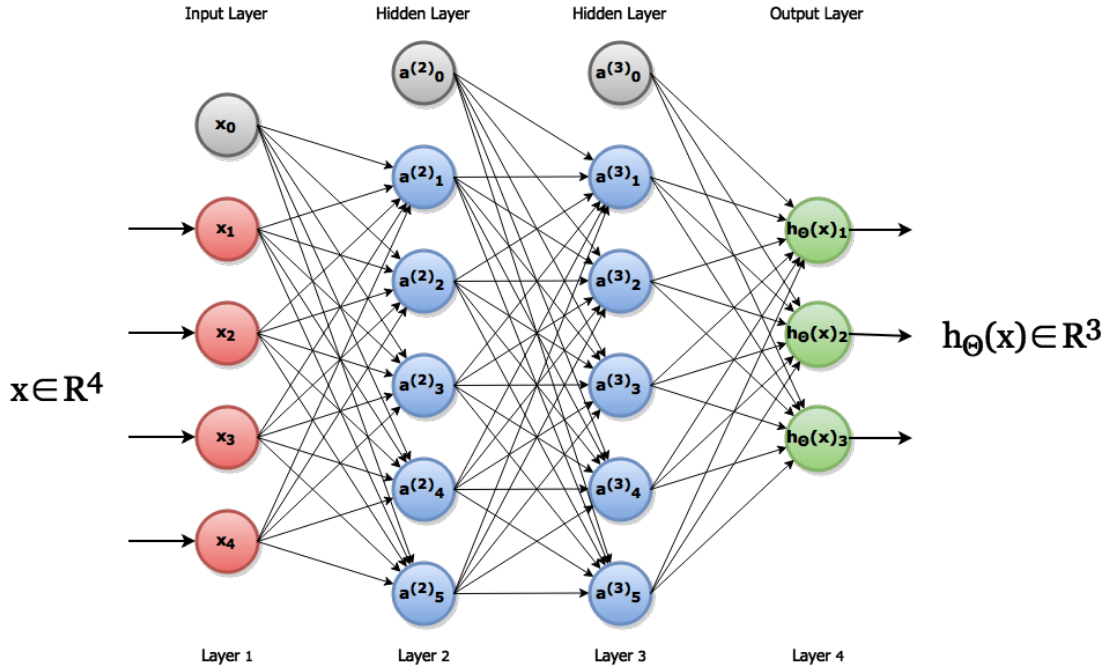 Input Layer
Hidden Layer
Hidden Layer
Output Layer
a⁽²⁾₀
a⁽³⁾₀
x₀
a⁽²⁾₁
a⁽³⁾₁
x₁
hΘ(x)₁
a⁽²⁾₂
a⁽³⁾₂
x₂
hΘ(x)₂
hΘ(x)∈R³
x∈R⁴
a⁽²⁾₃
a⁽³⁾₃
x₃
hΘ(x)₃
a⁽²⁾₄
a⁽³⁾₄
x₄
a⁽²⁾₅
a⁽³⁾₅
Layer 1
Layer 2
Layer 3
Layer 4